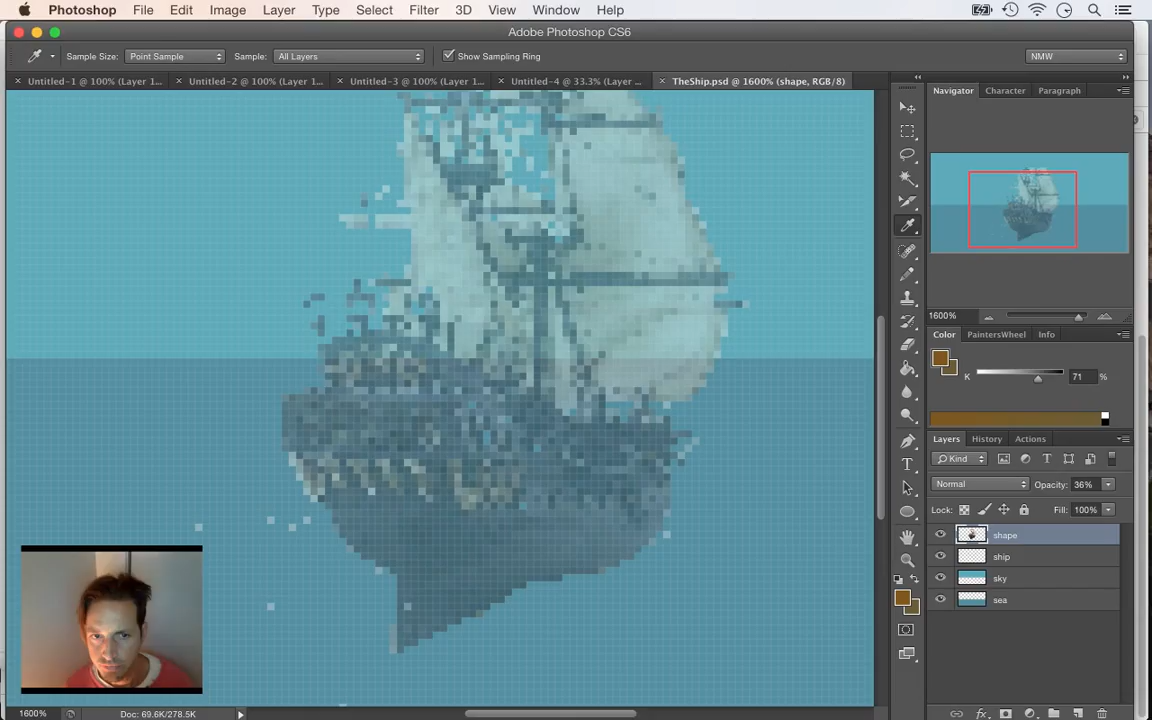 Photoshop File Edit Image Layer Type Select Filter 3D View Window Help
Adobe Photoshop CS6
Sample Size: Point Sample Sample: All Layers Show Sampling Ring NMW
Untitled-1 @ 100% (Layer 1... Untitled-2 @ 100% (Layer 1... Untitled-3 @ 100% (Layer 1... Untitled-4 @ 33.3% (Layer ... TheShip.psd @ 1600% (shape, RGB/8)
Navigator Character Paragraph
1600%
Color PaintersWheel Info
K 71 %
Layers History Actions
Kind
Normal Opacity: 36%
Lock: Fill: 100%
shape
ship
sky
sea
1600% Doc: 69.6K/278.5K